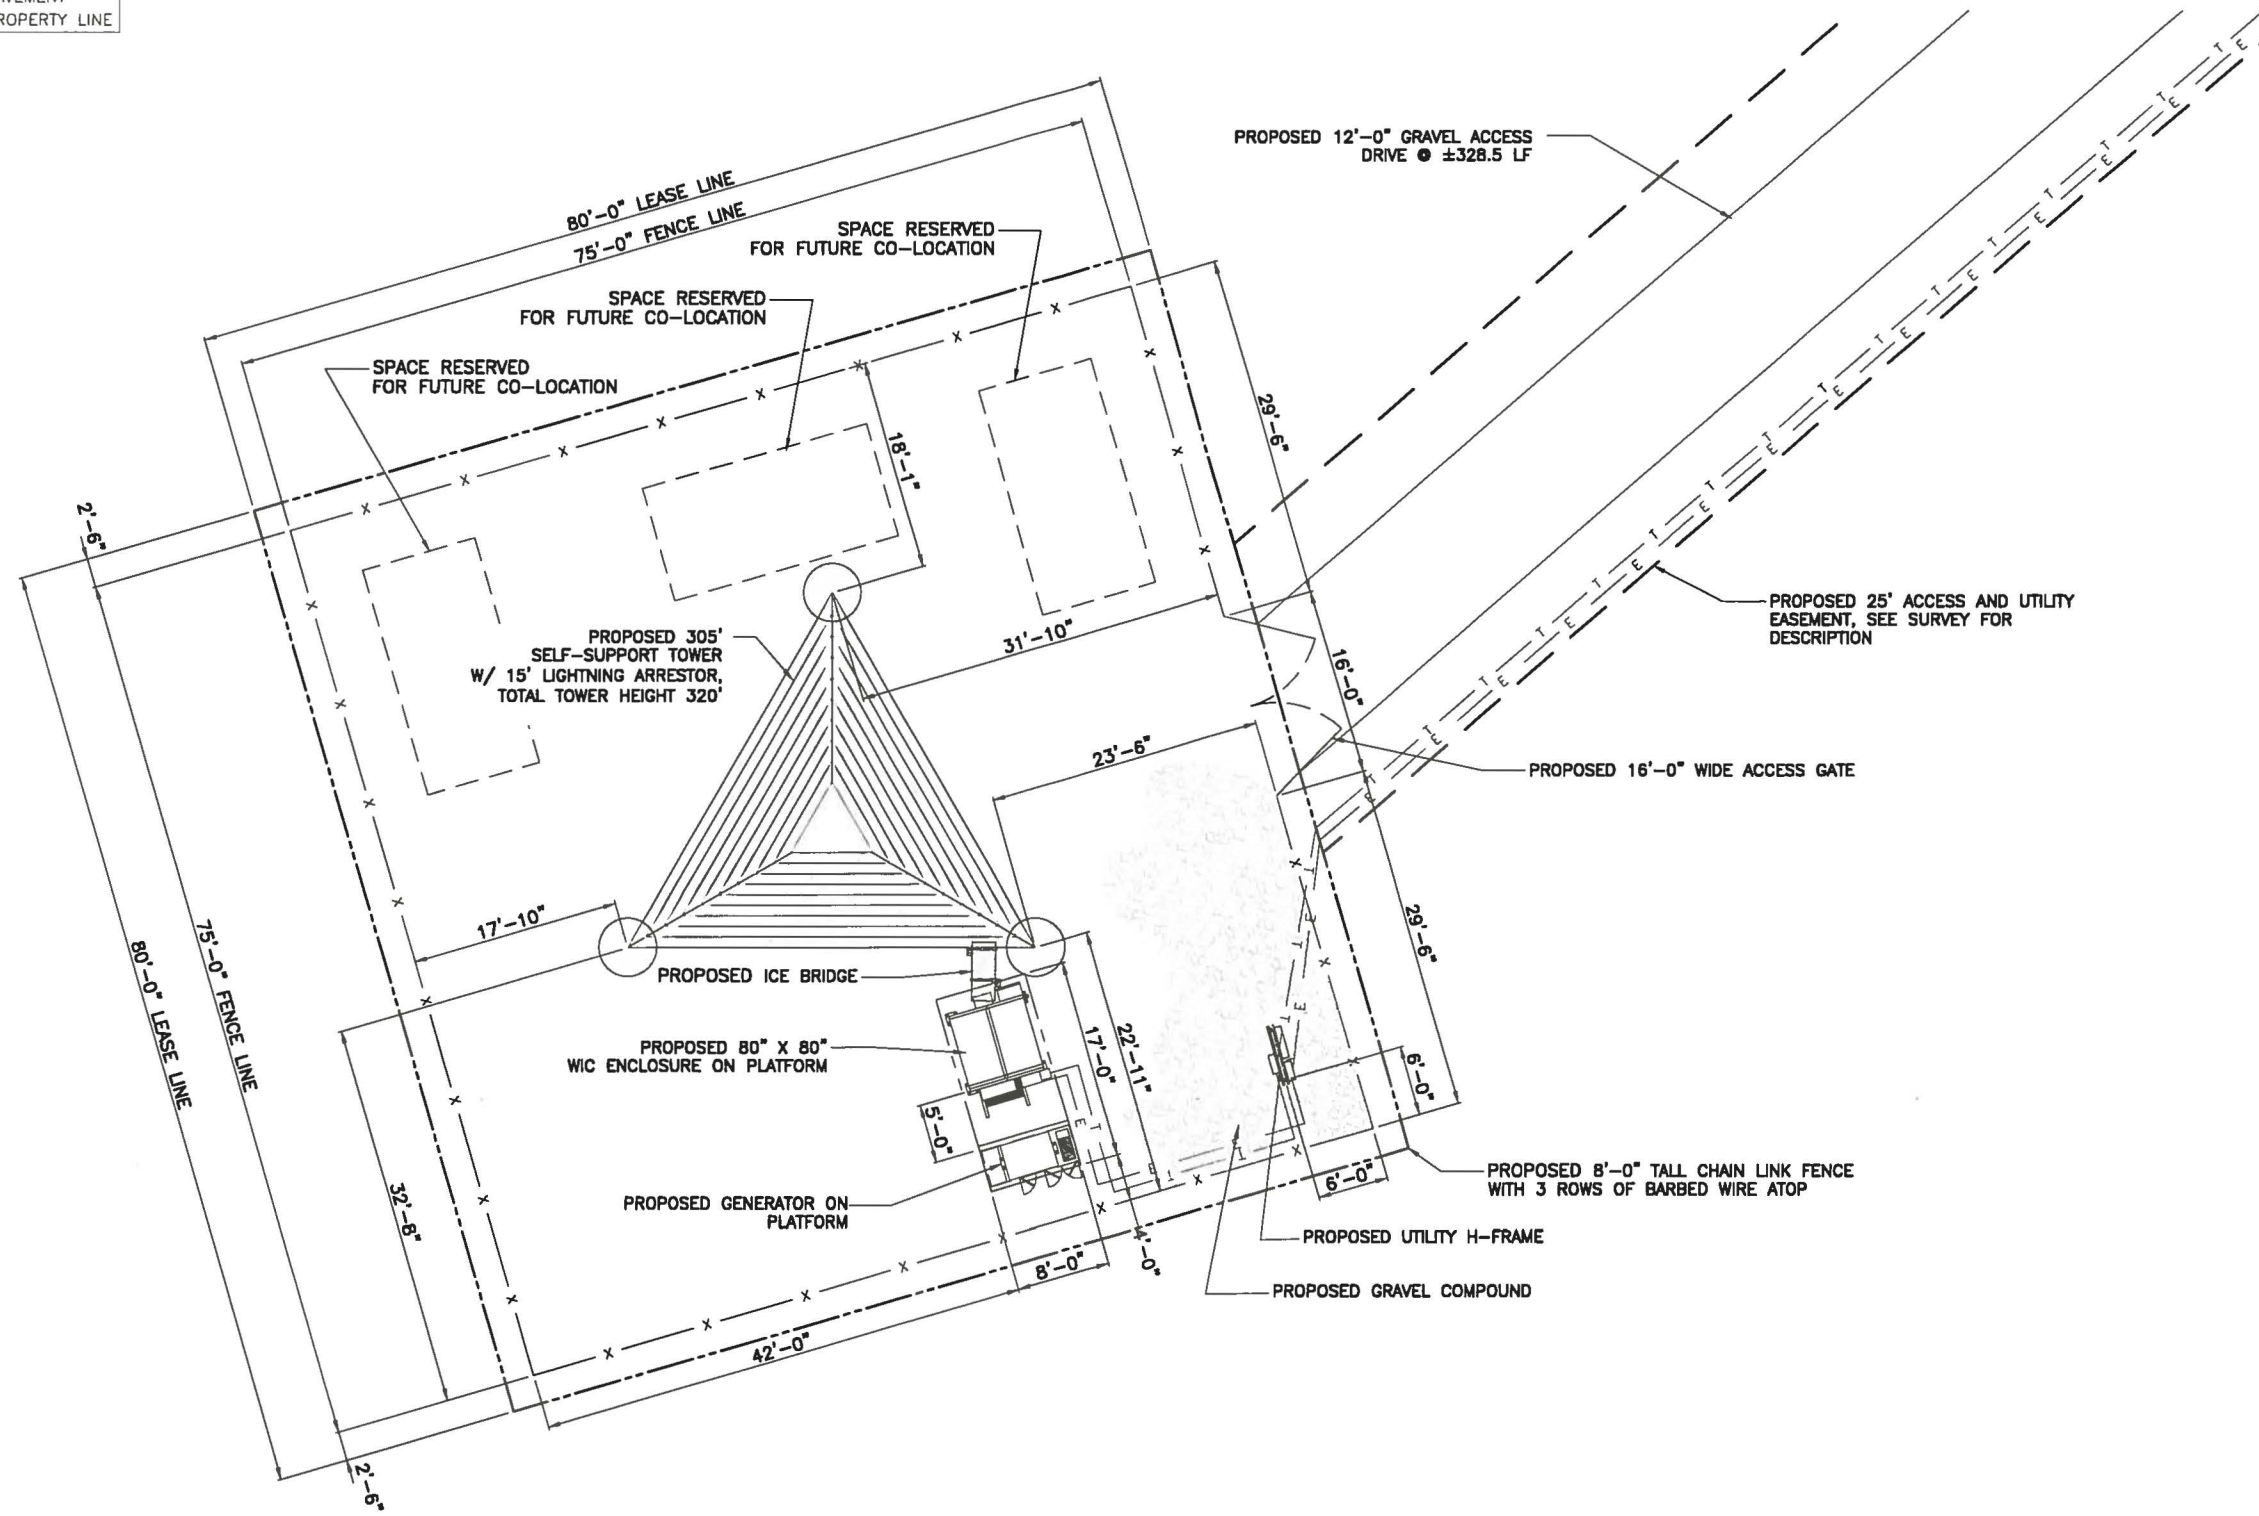 PROPERTY LINE
PROPOSED 12'-0" GRAVEL ACCESS
DRIVE @ ±328.5 LF
80'-0" LEASE LINE
75'-0" FENCE LINE
SPACE RESERVED
FOR FUTURE CO-LOCATION
SPACE RESERVED
FOR FUTURE CO-LOCATION
SPACE RESERVED
FOR FUTURE CO-LOCATION
29'-6"
18'-1"
2'-6"
PROPOSED 25' ACCESS AND UTILITY
EASEMENT, SEE SURVEY FOR
DESCRIPTION
PROPOSED 305'
SELF-SUPPORT TOWER
W/ 15' LIGHTNING ARRESTOR,
TOTAL TOWER HEIGHT 320'
31'-10"
16'-0"
23'-6"
PROPOSED 16'-0" WIDE ACCESS GATE
17'-10"
29'-6"
75'-0" FENCE LINE
80'-0" LEASE LINE
PROPOSED ICE BRIDGE
PROPOSED 80" X 80"
WIC ENCLOSURE ON PLATFORM
17'-0"
22'-11"
6'-0"
5'-0"
PROPOSED 8'-0" TALL CHAIN LINK FENCE
WITH 3 ROWS OF BARBED WIRE ATOP
6'-0"
PROPOSED GENERATOR ON
PLATFORM
32'-8"
PROPOSED UTILITY H-FRAME
4'-0"
8'-0"
PROPOSED GRAVEL COMPOUND
42'-0"
2'-6"